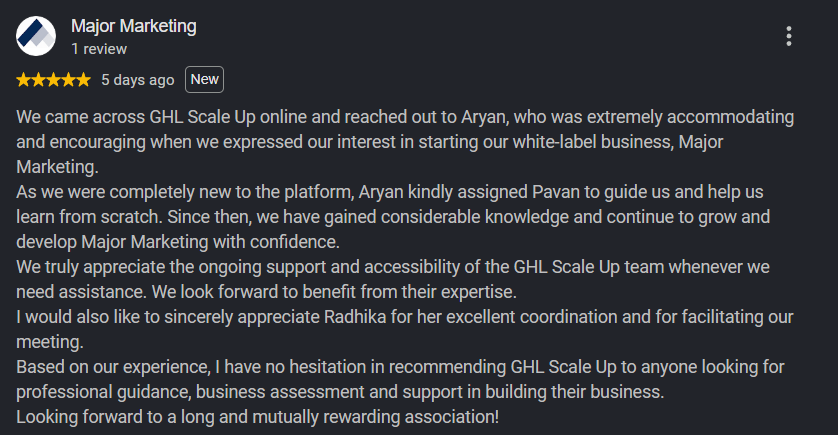 Major Marketing
1 review
5 days ago New
We came across GHL Scale Up online and reached out to Aryan, who was extremely accommodating
and encouraging when we expressed our interest in starting our white-label business, Major
Marketing.
As we were completely new to the platform, Aryan kindly assigned Pavan to guide us and help us
learn from scratch. Since then, we have gained considerable knowledge and continue to grow and
develop Major Marketing with confidence.
We truly appreciate the ongoing support and accessibility of the GHL Scale Up team whenever we
need assistance. We look forward to benefit from their expertise.
I would also like to sincerely appreciate Radhika for her excellent coordination and for facilitating our
meeting.
Based on our experience, I have no hesitation in recommending GHL Scale Up to anyone looking for
professional guidance, business assessment and support in building their business.
Looking forward to a long and mutually rewarding association!